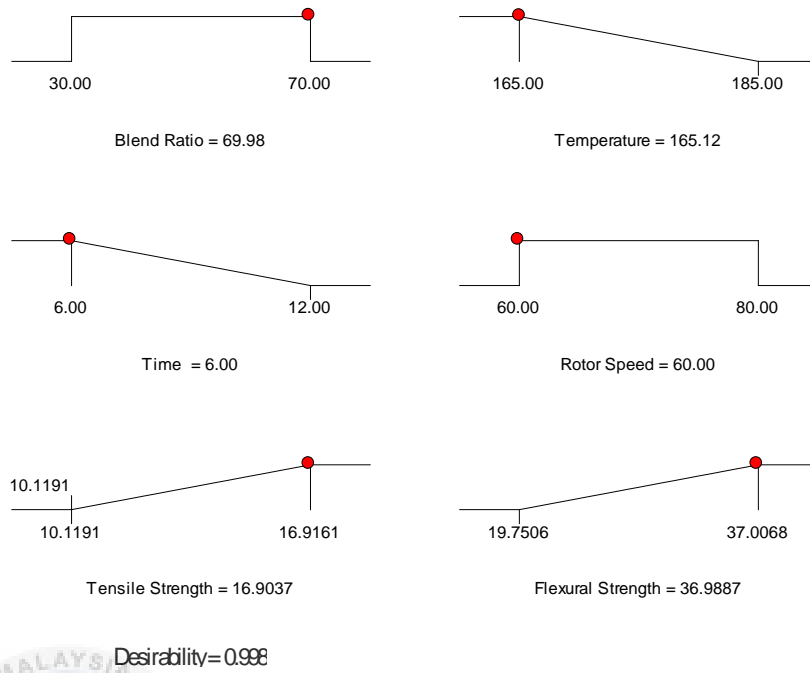 30.00 70.00 165.00 185.00
Blend Ratio = 69.98 Temperature = 165.12
6.00 12.00 60.00 80.00
Time = 6.00 Rotor Speed = 60.00
10.1191
10.1191 16.9161 19.7506 37.0068
Tensile Strength = 16.9037 Flexural Strength = 36.9887
Desirability = 0.998
MALAYSIA